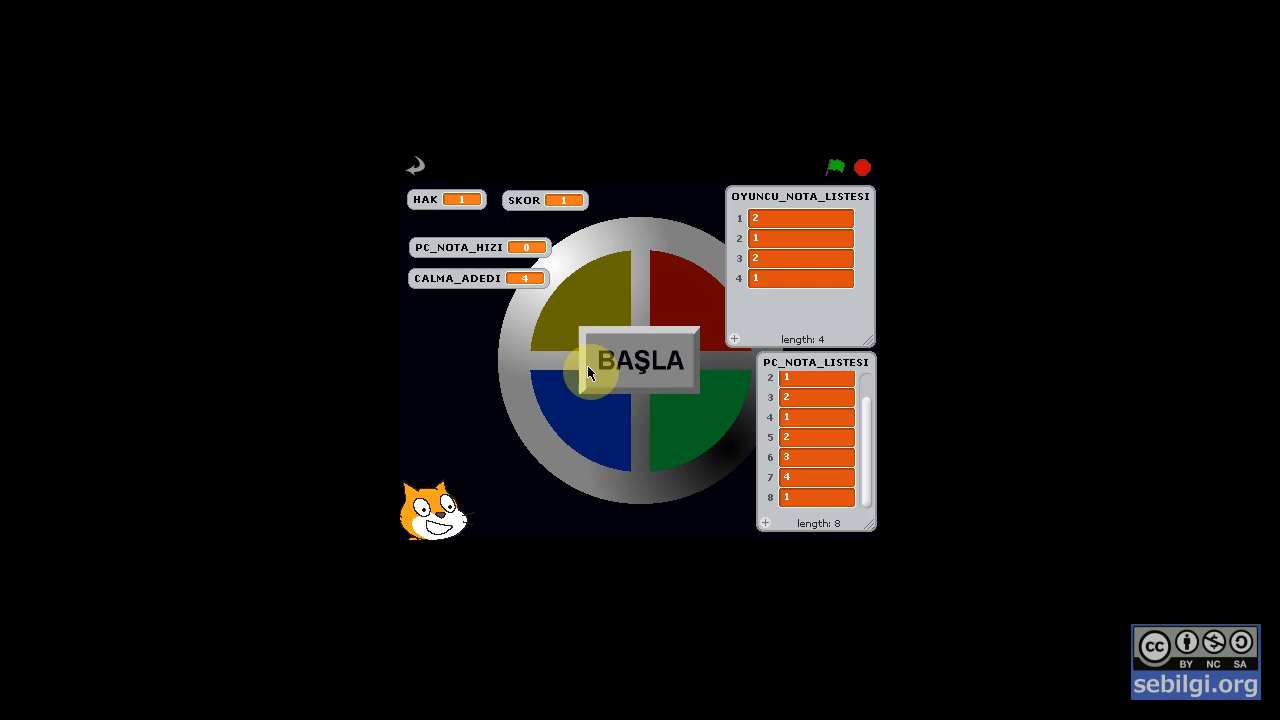 HAK 1
SKOR 1
PC_NOTA_HIZI 0
CALMA_ADEDI 4
OYUNCU_NOTA_LISTESI
1 2
2 1
3 2
4 1
+ length: 4
BAŞLA
PC_NOTA_LISTESI
2 1
3 2
4 1
5 2
6 3
7 4
8 1
+ length: 8
cc
BY NC SA
sebilgi.org